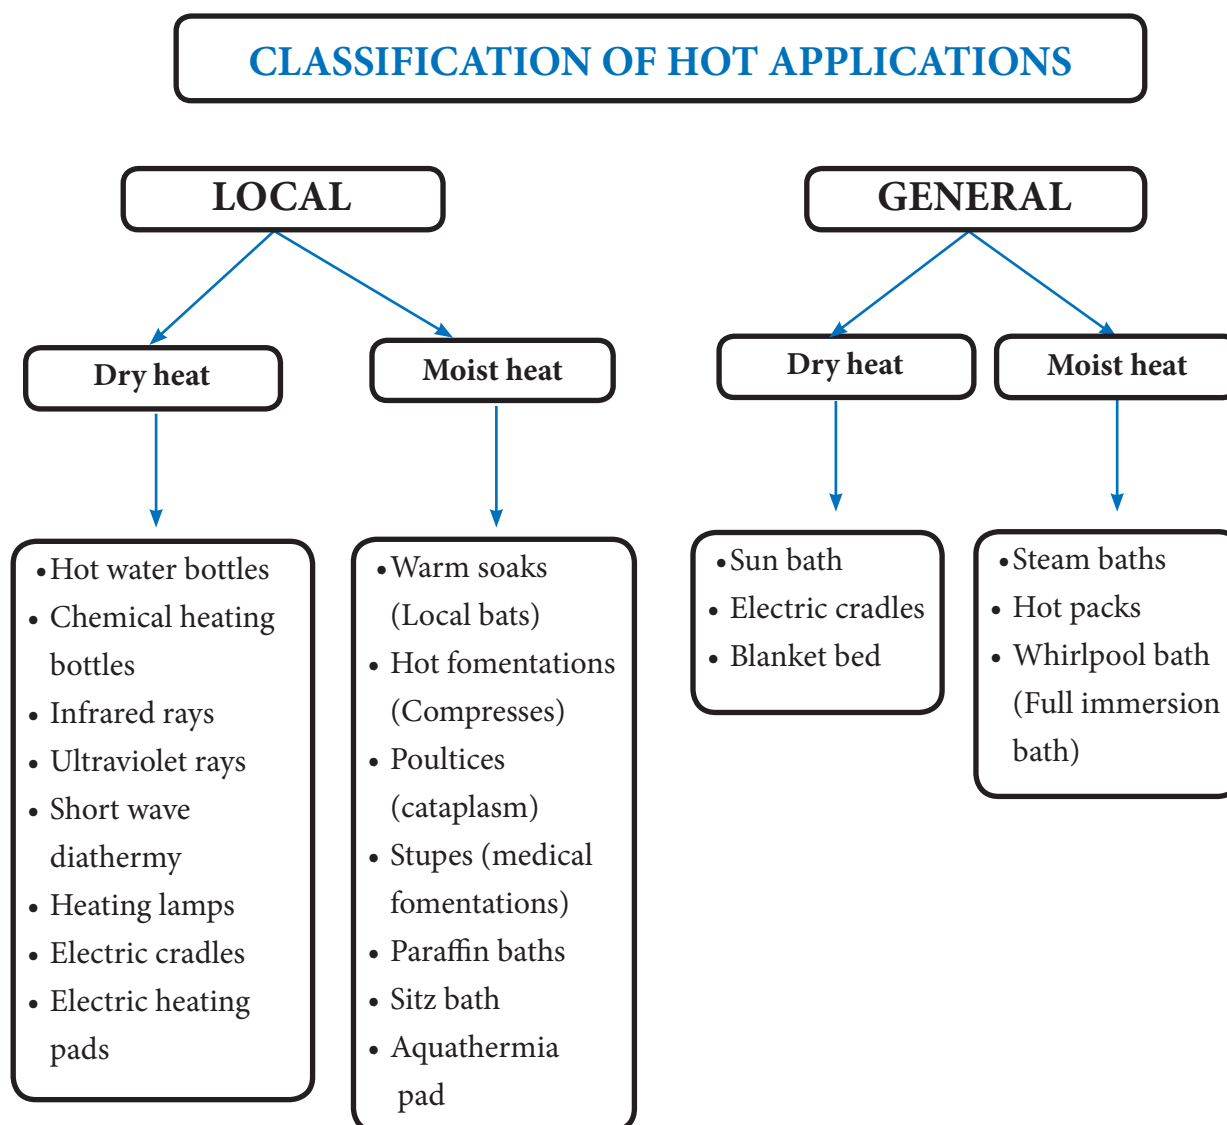 CLASSIFICATION OF HOT APPLICATIONS
LOCAL
GENERAL
Dry heat
Moist heat
Dry heat
Moist heat
• Hot water bottles
• Chemical heating
bottles
• Infrared rays
• Ultraviolet rays
• Short wave
diathermy
• Heating lamps
• Electric cradles
• Electric heating
pads
• Warm soaks
(Local bats)
• Hot fomentations
(Compresses)
• Poultices
(cataplasm)
• Stupes (medical
fomentations)
• Paraffin baths
• Sitz bath
• Aquathermia
pad
• Sun bath
• Electric cradles
• Blanket bed
• Steam baths
• Hot packs
• Whirlpool bath
(Full immersion
bath)